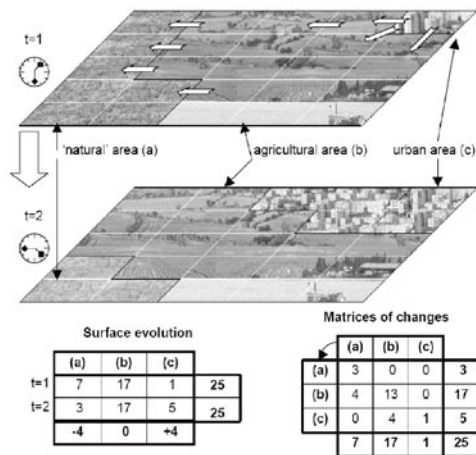 t=1
'natural' area (a) agricultural area (b) urban area (c)
t=2
Surface evolution
(a) (b) (c)
t=1 7 17 1 25
t=2 3 17 5 25
-4 0 +4
Matrices of changes
(a) (b) (c)
(a) 3 0 0 3
(b) 4 13 0 17
(c) 0 4 1 5
7 17 1 25